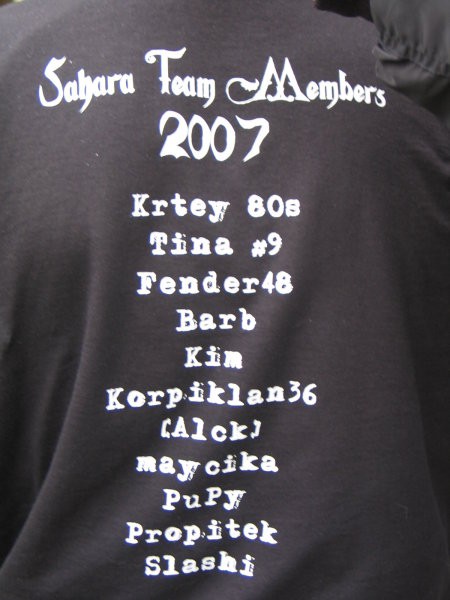 Sahara Team Members
2007
Krtey 80s
Tina #9
Fender48
Barb
Kim
Korpiklan36
[Alck]
maycika
PuPy
Propitek
Slashi